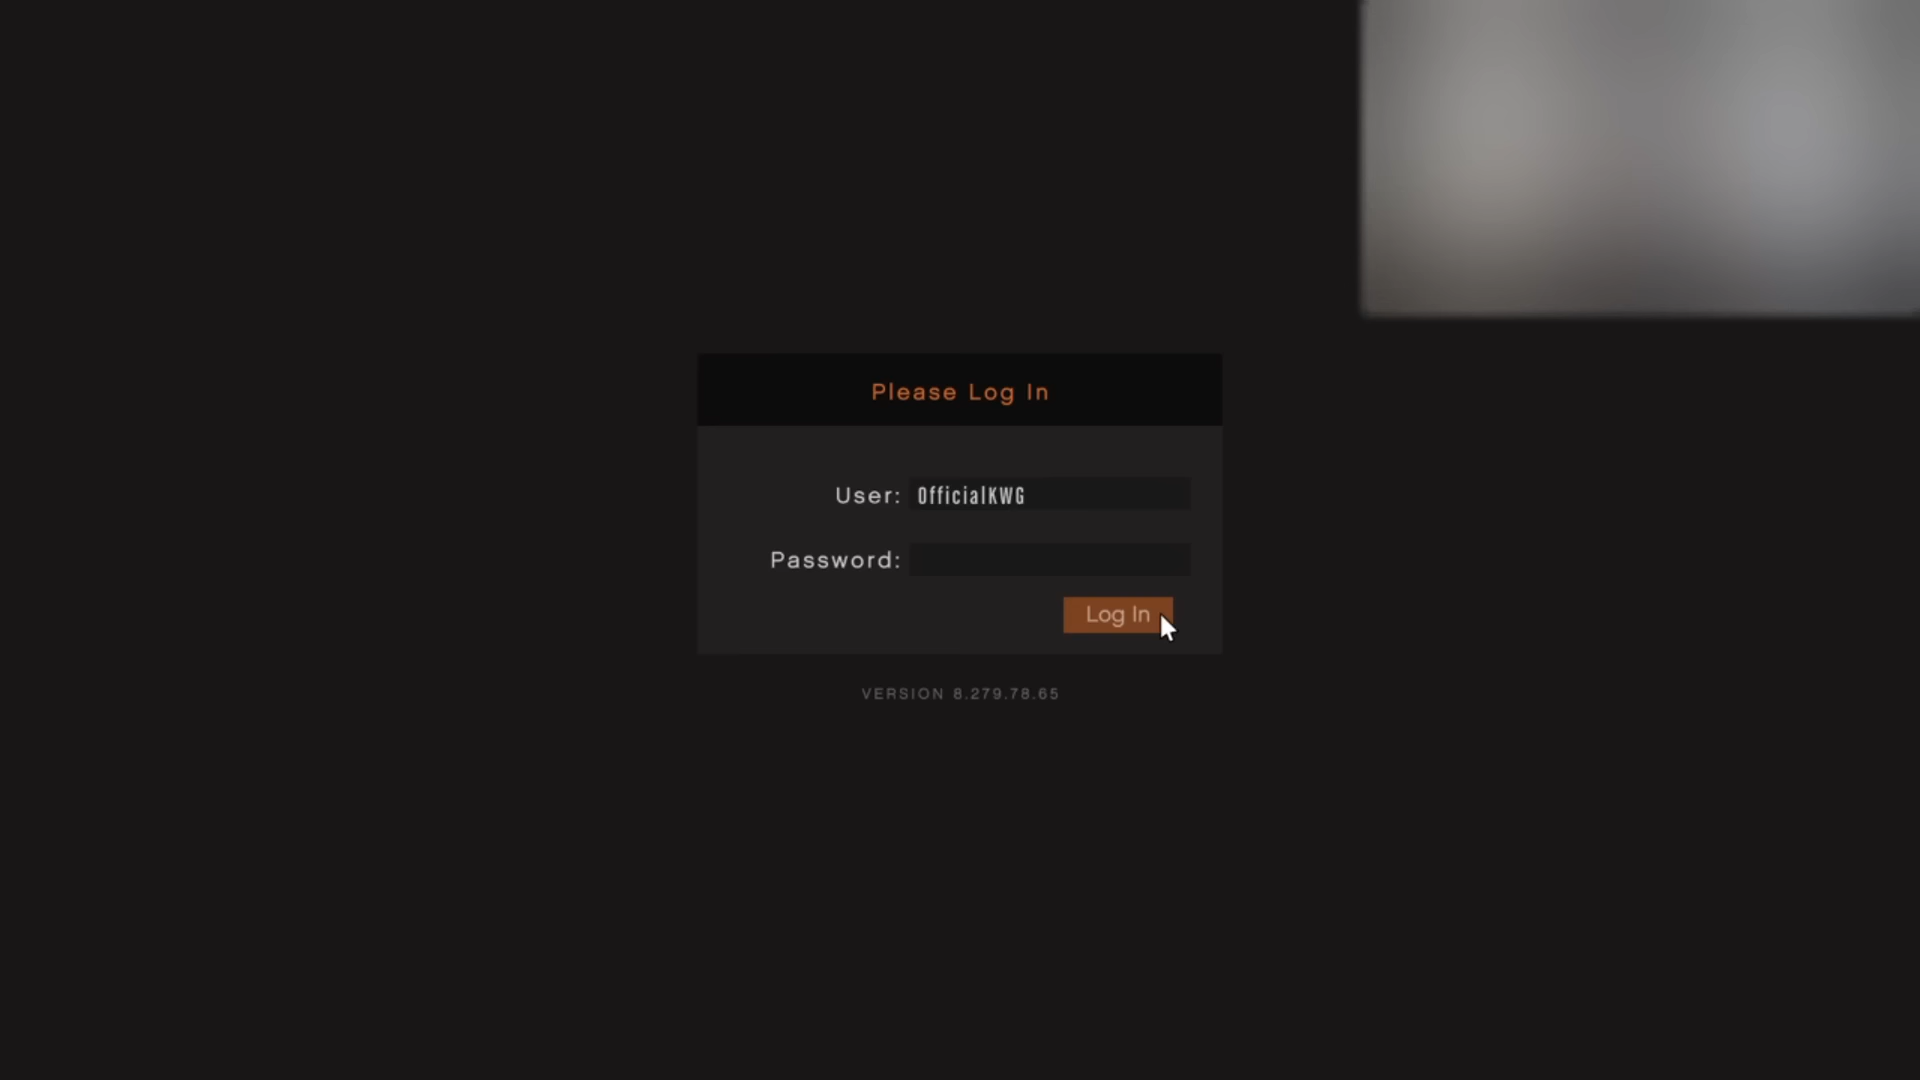 Please Log In
User: OfficialKWG
Password:
Log In
VERSION 8.279.78.65